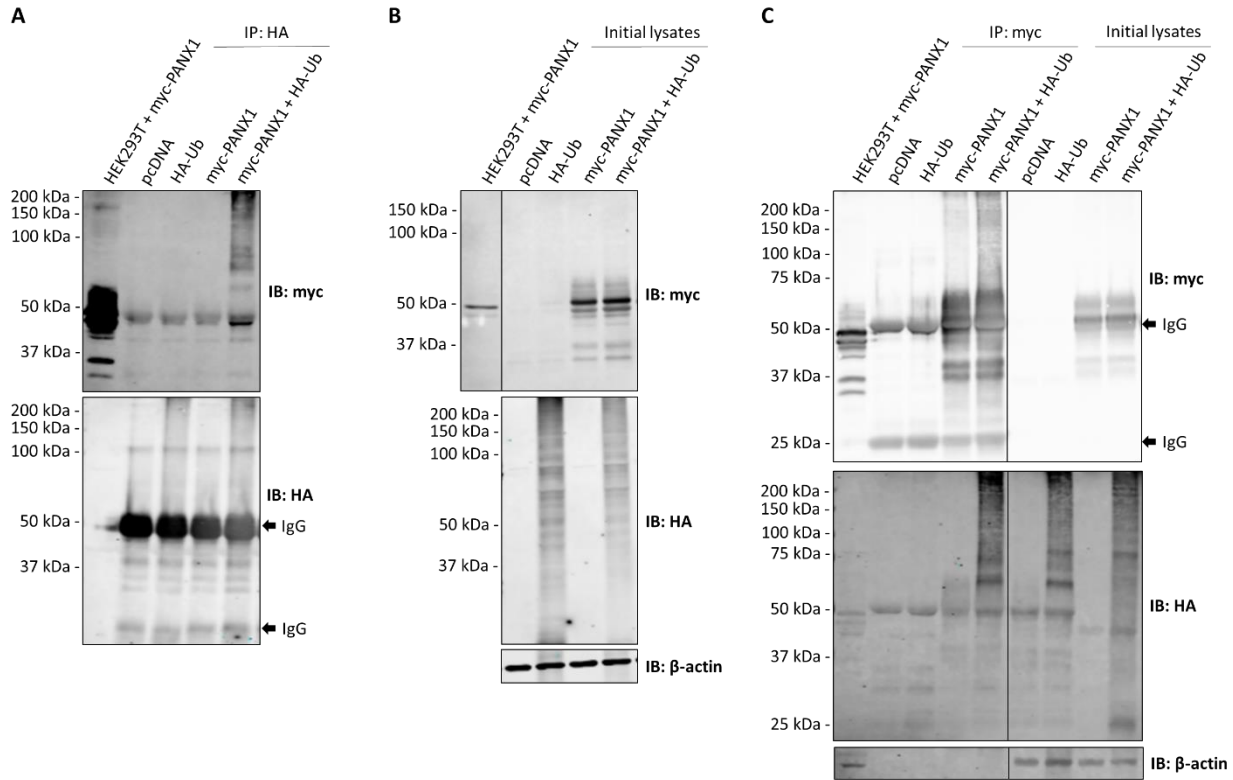 A
IP: HA
HEK293T + myc-PANX1
pcDNA
HA-Ub
myc-PANX1
myc-PANX1 + HA-Ub
200 kDa -
150 kDa -
100 kDa -
50 kDa -
37 kDa -
IB: myc
200 kDa -
150 kDa -
100 kDa -
50 kDa -
37 kDa -
IB: HA
IgG
IgG
B
Initial lysates
HEK293T + myc-PANX1
pcDNA
HA-Ub
myc-PANX1
myc-PANX1 + HA-Ub
150 kDa -
100 kDa -
50 kDa -
37 kDa -
IB: myc
200 kDa -
150 kDa -
100 kDa -
50 kDa -
37 kDa -
IB: HA
IB: β-actin
C
IP: myc
Initial lysates
HEK293T + myc-PANX1
pcDNA
HA-Ub
myc-PANX1
myc-PANX1 + HA-Ub
pcDNA
HA-Ub
myc-PANX1
myc-PANX1 + HA-Ub
200 kDa -
150 kDa -
100 kDa -
75 kDa -
50 kDa -
37 kDa -
25 kDa -
IB: myc
IgG
IgG
200 kDa -
150 kDa -
100 kDa -
75 kDa -
50 kDa -
37 kDa -
25 kDa -
IB: HA
IB: β-actin